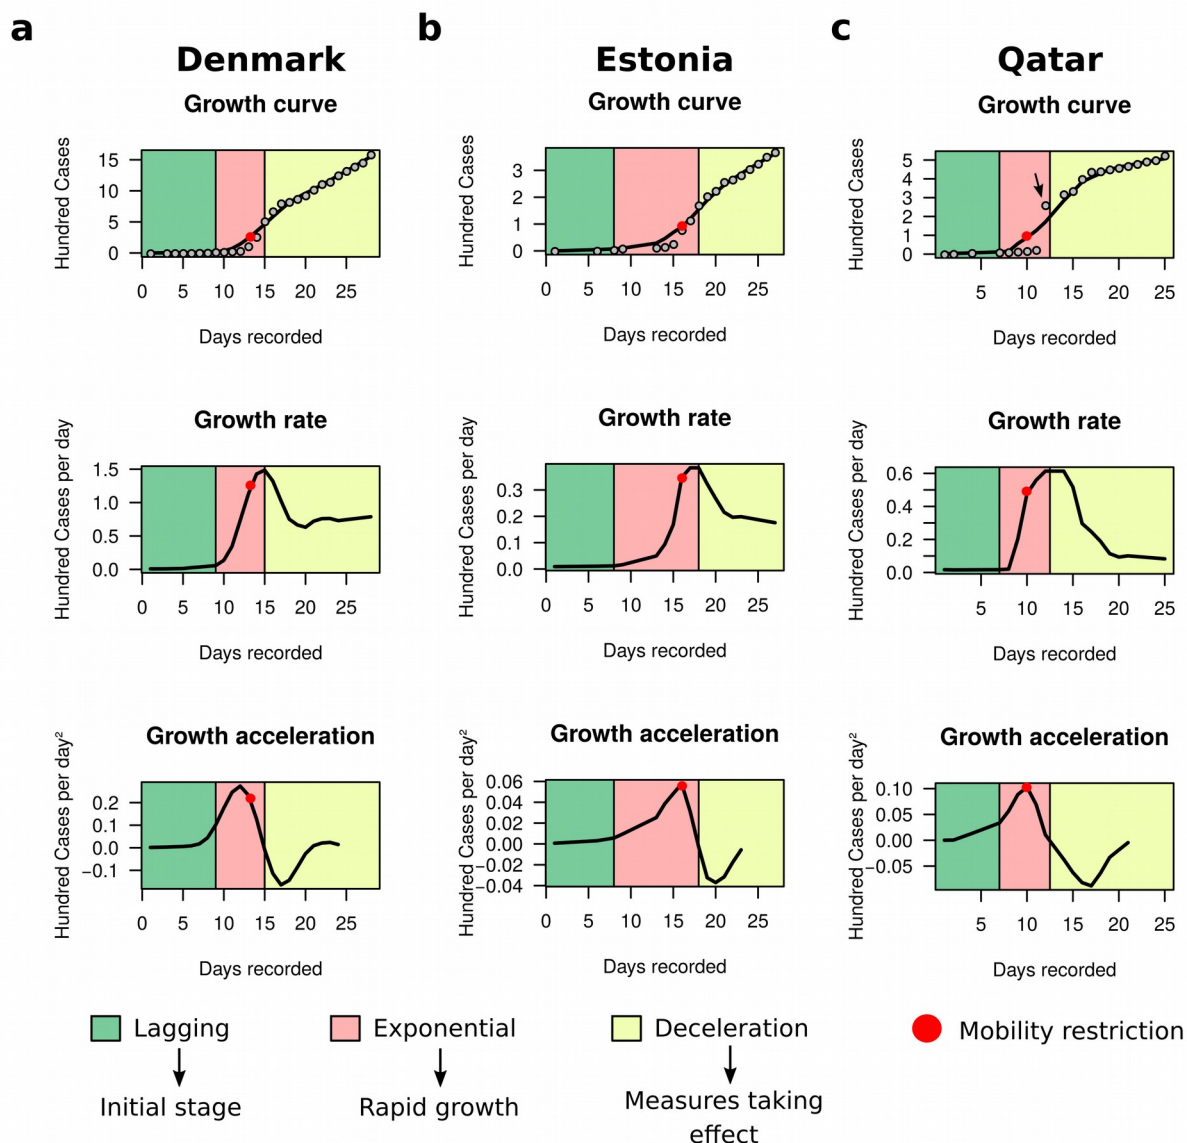 a
Denmark
Growth curve
Hundred Cases
15
10
5
0
0 5 10 15 20 25
Days recorded
Growth rate
Hundred Cases per day
1.5
1.0
0.5
0.0
0 5 10 15 20 25
Days recorded
Growth acceleration
Hundred Cases per day²
0.2
0.1
0.0
−0.1
0 5 10 15 20 25
Days recorded
b
Estonia
Growth curve
Hundred Cases
3
2
1
0
0 5 10 15 20 25
Days recorded
Growth rate
Hundred Cases per day
0.3
0.2
0.1
0.0
0 5 10 15 20 25
Days recorded
Growth acceleration
Hundred Cases per day²
0.06
0.04
0.02
0.00
−0.02
−0.04
0 5 10 15 20 25
Days recorded
c
Qatar
Growth curve
Hundred Cases
5
4
3
2
1
0
5 10 15 20 25
Days recorded
Growth rate
Hundred Cases per day
0.6
0.4
0.2
0.0
5 10 15 20 25
Days recorded
Growth acceleration
Hundred Cases per day²
0.10
0.05
0.00
−0.05
5 10 15 20 25
Days recorded
Lagging
Initial stage
Exponential
Rapid growth
Deceleration
Measures taking
effect
Mobility restriction